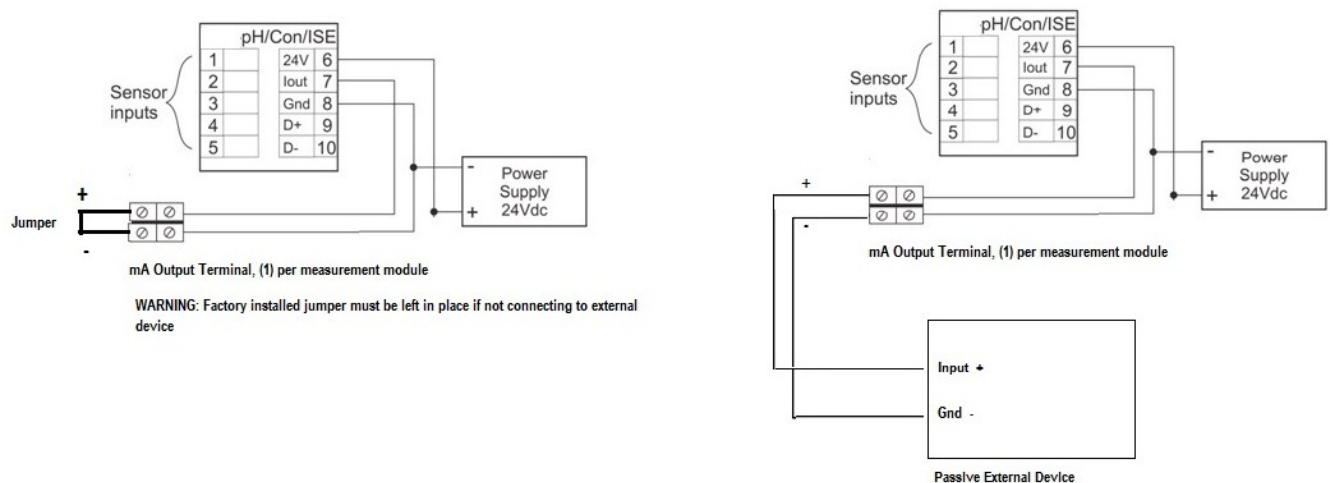 pH/Con/ISE
1 24V 6
2 Iout 7
3 Gnd 8
4 D+ 9
5 D- 10
Sensor
inputs
-
Power
Supply
+ 24Vdc
+
Jumper
-
mA Output Terminal, (1) per measurement module
WARNING: Factory installed jumper must be left in place if not connecting to external
device
pH/Con/ISE
1 24V 6
2 Iout 7
3 Gnd 8
4 D+ 9
5 D- 10
Sensor
inputs
-
Power
Supply
+ 24Vdc
+
-
mA Output Terminal, (1) per measurement module
Input +
Gnd -
Passive External Device